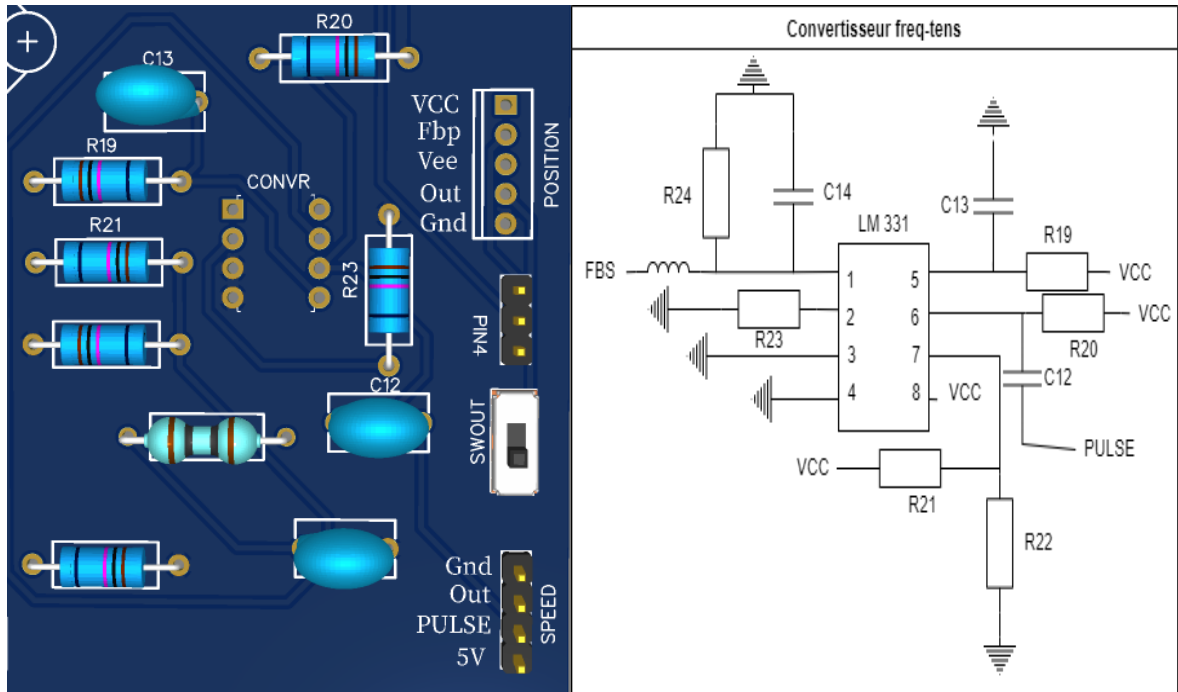 R20
C13
VCC
Fbp
Vee
Out
Gnd
POSITION
R19
CONVR
R21
R23
PIN4
C12
SWOUT
Gnd
Out
PULSE
5V
SPEED
Convertisseur freq-tens
R24
C14
C13
LM 331
R19
FBS
1
5
VCC
2
6
VCC
R23
R20
3
7
C12
4
8
VCC
PULSE
VCC
R21
R22